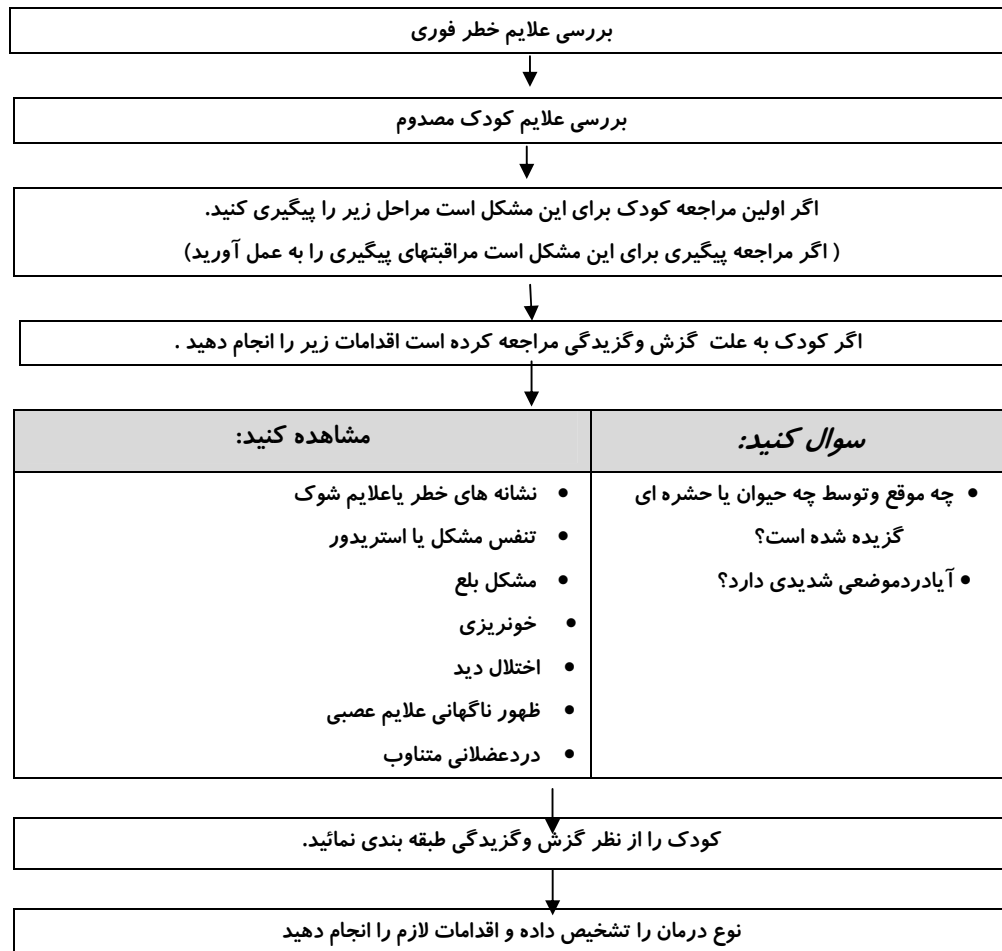 بررسی علایم خطر فوری
بررسی علایم کودک مصدوم
اگر اولین مراجعه کودک برای این مشکل است مراحل زیر را پیگیری کنید.
( اگر مراجعه پیگیری برای این مشکل است مراقبتهای پیگیری را به عمل آورید)
اگر کودک به علت گزش وگزیدگی مراجعه کرده است اقدامات زیر را انجام دهید .
سوال کنید:
• چه موقع وتوسط چه حیوان یا حشره ای
گزیده شده است؟
• آیادردموضعی شدیدی دارد؟
مشاهده کنید:
• نشانه های خطر یاعلایم شوک
• تنفس مشکل یا استریدور
• مشکل بلع
• خونریزی
• اختلال دید
• ظهور ناگهانی علایم عصبی
• دردعضلانی متناوب
کودک را از نظر گزش وگزیدگی طبقه بندی نمائید.
نوع درمان را تشخیص داده و اقدامات لازم را انجام دهید